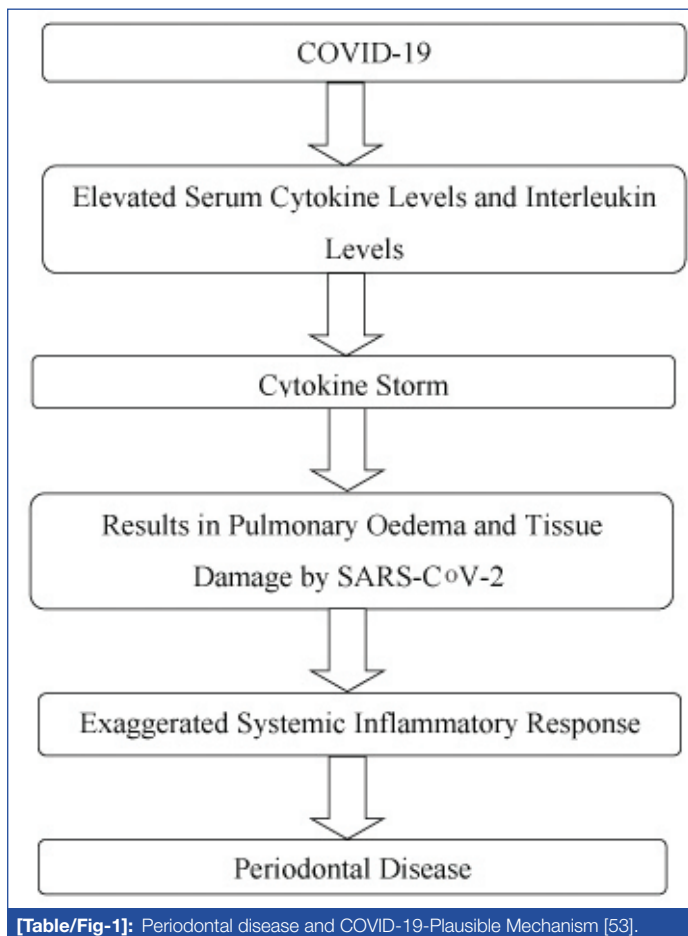 COVID-19
Elevated Serum Cytokine Levels and Interleukin
Levels
Cytokine Storm
Results in Pulmonary Oedema and Tissue
Damage by SARS-CoV-2
Exaggerated Systemic Inflammatory Response
Periodontal Disease
[Table/Fig-1]: Periodontal disease and COVID-19-Plausible Mechanism [53].